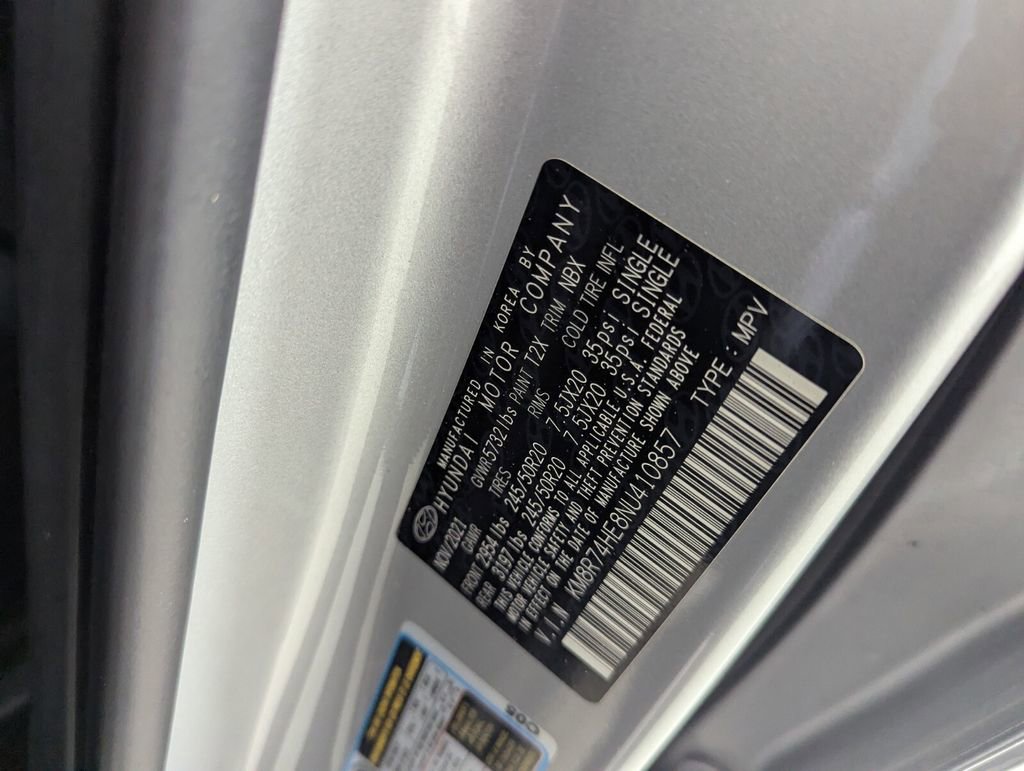 MANUFACTURED IN KOREA BY
HYUNDAI MOTOR COMPANY
NOV/2021 GVWR 5732 lbs PAINT T2X TRIM NBX
GAWR TIRES RIMS COLD TIRE INFL
FRONT 2954 lbs 245/50R20 7.5JX20 35psi SINGLE
REAR 3197 lbs 245/50R20 7.5JX20 35psi SINGLE
THIS VEHICLE CONFORMS TO ALL APPLICABLE U.S.A FEDERAL
MOTOR VEHICLE SAFETY AND THEFT PREVENTION STANDARDS
IN EFFECT ON THE DATE OF MANUFACTURE SHOWN ABOVE
V.I.N KM8R74HE8NU410857 TYPE : MPV
C05